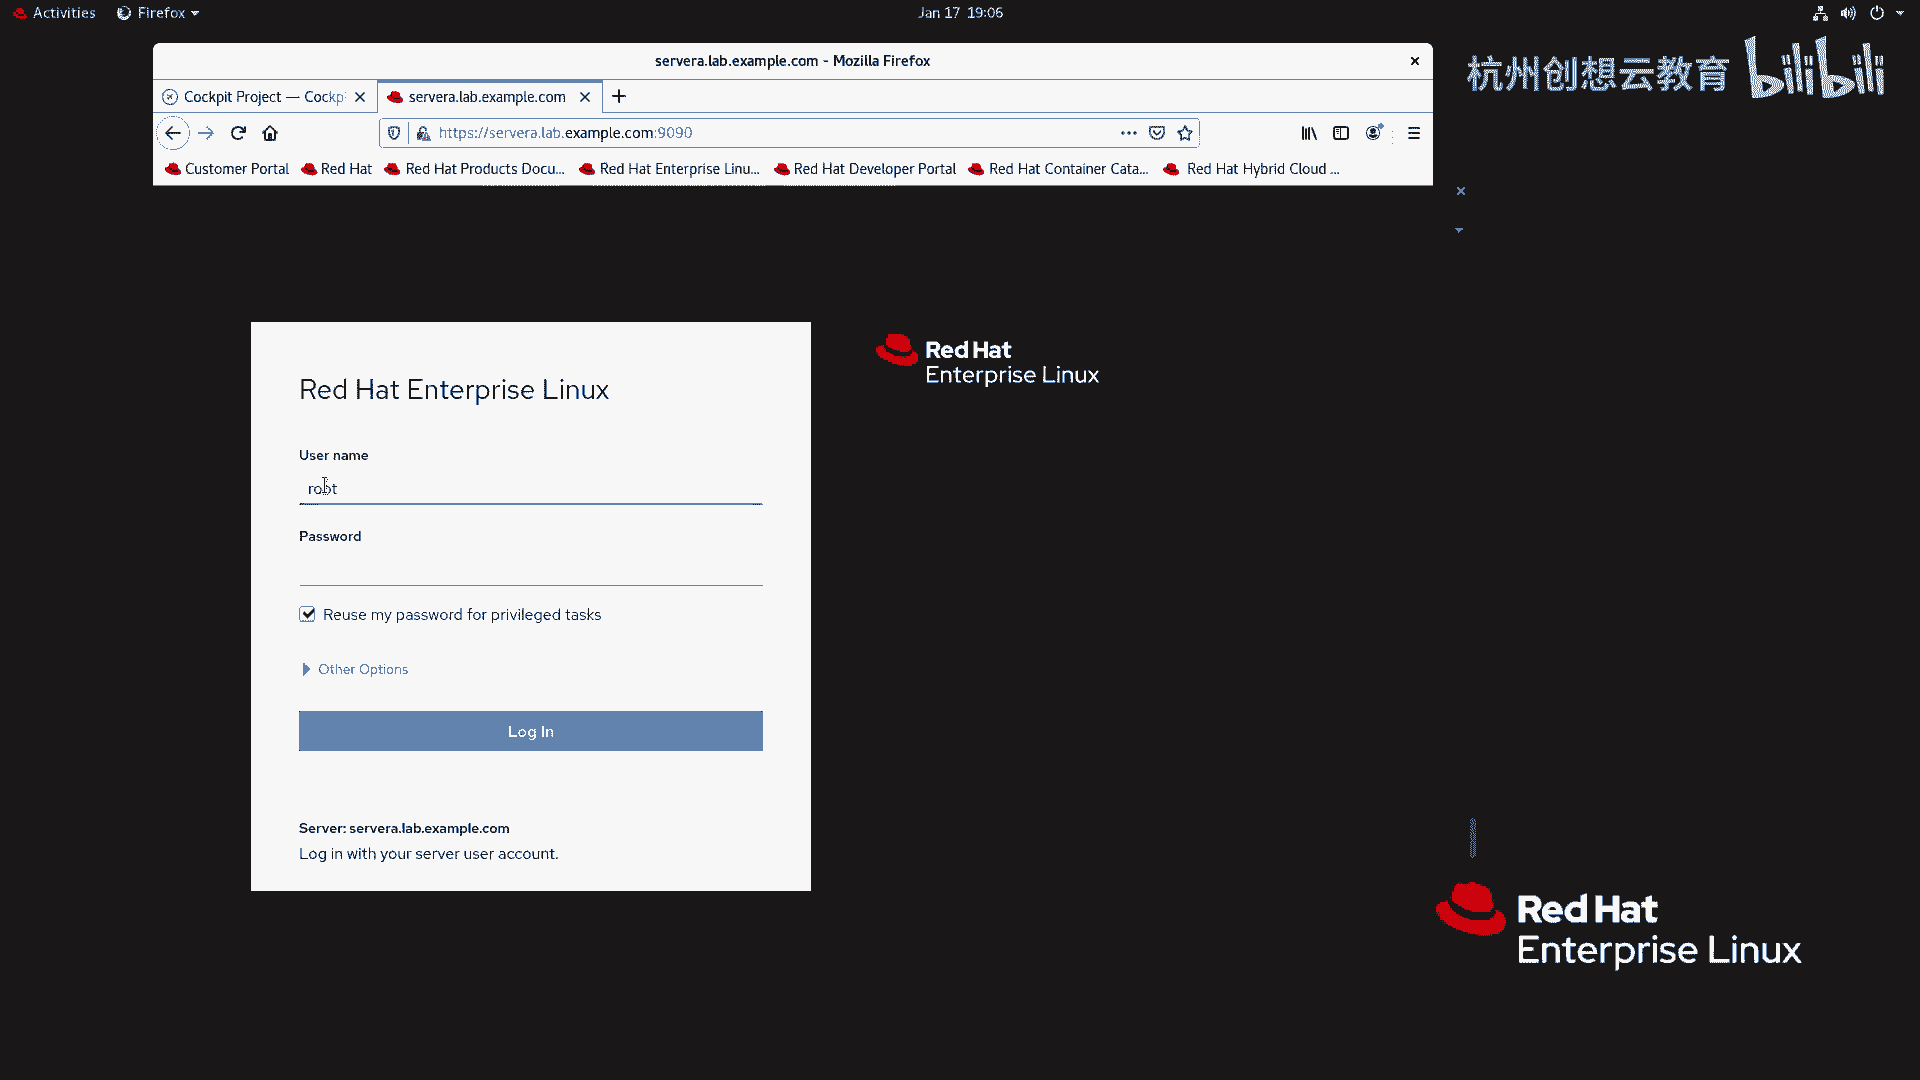 Activities
Firefox
Jan 17 19:06
servera.lab.example.com - Mozilla Firefox
杭州创想云教育 bilibili
Cockpit Project — Cockp
servera.lab.example.com
https://servera.lab.example.com:9090
Customer Portal
Red Hat
Red Hat Products Docu...
Red Hat Enterprise Linu...
Red Hat Developer Portal
Red Hat Container Cata...
Red Hat Hybrid Cloud ...
Red Hat Enterprise Linux
User name
root
Password
Reuse my password for privileged tasks
Other Options
Log In
Server: servera.lab.example.com
Log in with your server user account.
Red Hat
Enterprise Linux
Red Hat
Enterprise Linux